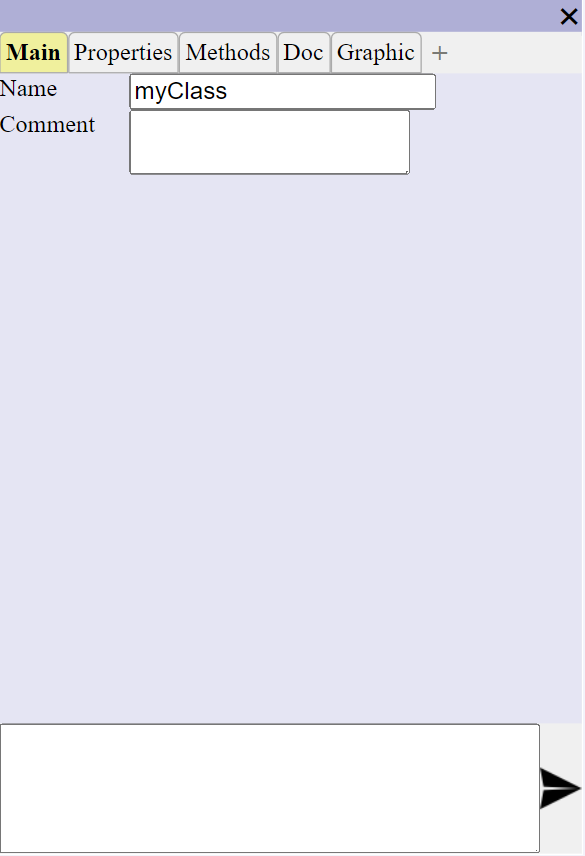 Main Properties Methods Doc Graphic +
Name myClass
Comment